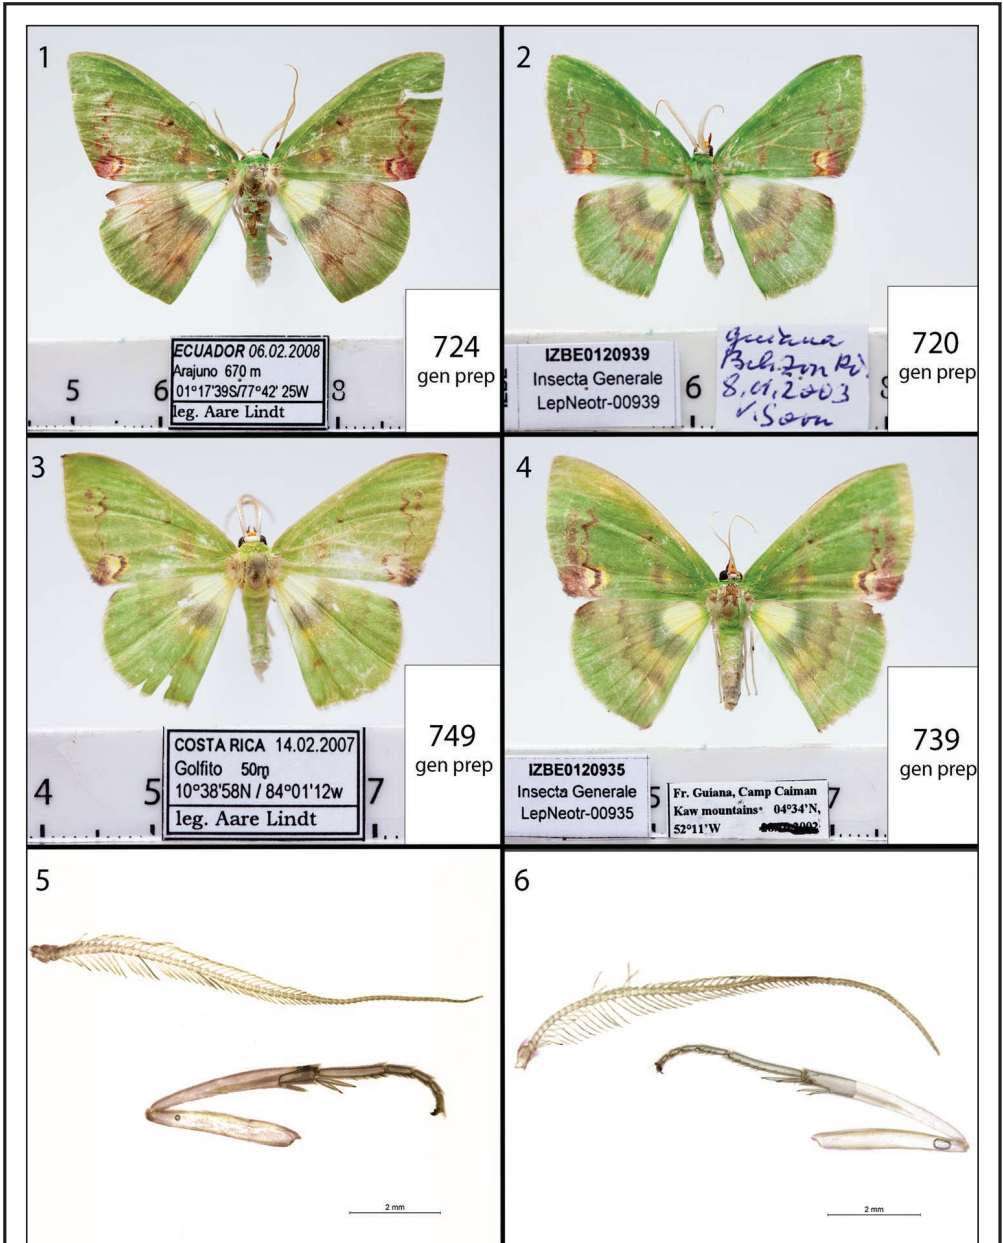 1
5
6
8
ECUADOR 06.02.2008
Arajuno 670 m
01°17'39S/77°42' 25W
leg. Aare Lindt
724
gen prep
2
IZBE0120939
Insecta Generale
LepNeotr-00939
6
guiana
8.
2003
720
gen prep
3
4
5
7
COSTA RICA 14.02.2007
Golfito 50m
10°38'58N / 84°01'12w
leg. Aare Lindt
749
gen prep
4
IZBE0120935
Insecta Generale
LepNeotr-00935
5
7
Fr. Guiana, Camp Caiman
Kaw mountains 04°34'N,
52°11'W
739
gen prep
5
2 mm
6
2 mm